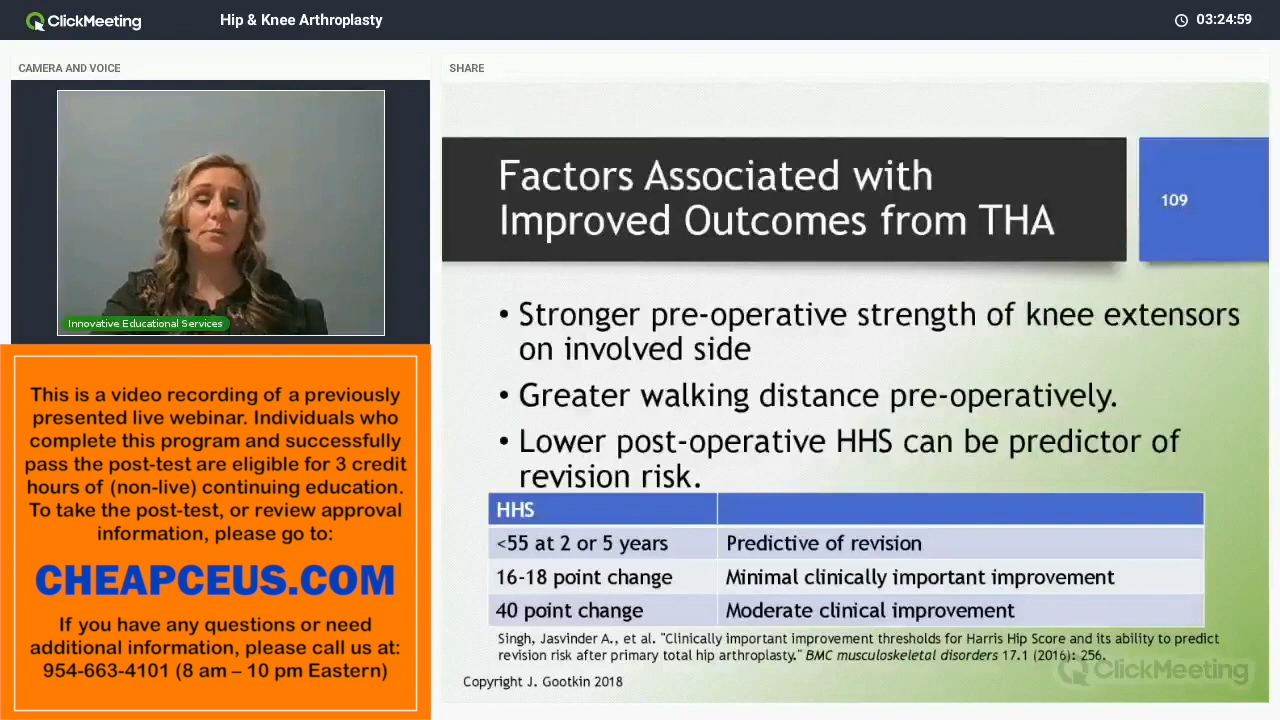 ClickMeeting
Hip & Knee Arthroplasty
03:24:59
CAMERA AND VOICE
Innovative Educational Services
This is a video recording of a previously
presented live webinar. Individuals who
complete this program and successfully
pass the post-test are eligible for 3 credit
hours of (non-live) continuing education.
To take the post-test, or review approval
information, please go to:
CHEAPCEUS.COM
If you have any questions or need
additional information, please call us at:
954-663-4101 (8 am – 10 pm Eastern)
SHARE
Factors Associated with
Improved Outcomes from THA
109
• Stronger pre-operative strength of knee extensors
on involved side
• Greater walking distance pre-operatively.
• Lower post-operative HHS can be predictor of
revision risk.
HHS
<55 at 2 or 5 years Predictive of revision
16-18 point change Minimal clinically important improvement
40 point change Moderate clinical improvement
Singh, Jasvinder A., et al. "Clinically important improvement thresholds for Harris Hip Score and its ability to predict
revision risk after primary total hip arthroplasty." BMC musculoskeletal disorders 17.1 (2016): 256.
ClickMeeting
Copyright J. Gootkin 2018